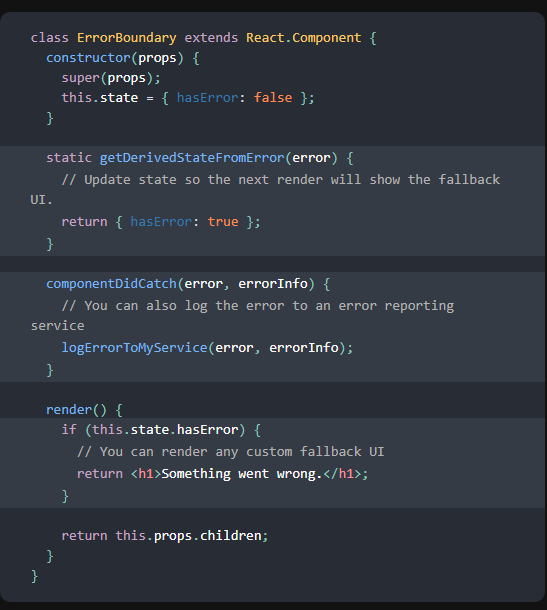 class ErrorBoundary extends React.Component {
  constructor(props) {
    super(props);
    this.state = { hasError: false };
  }

  static getDerivedStateFromError(error) {
    // Update state so the next render will show the fallback
UI.
    return { hasError: true };
  }

  componentDidCatch(error, errorInfo) {
    // You can also log the error to an error reporting
service
    logErrorToMyService(error, errorInfo);
  }

  render() {
    if (this.state.hasError) {
      // You can render any custom fallback UI
      return <h1>Something went wrong.</h1>;
    }

    return this.props.children;
  }
}